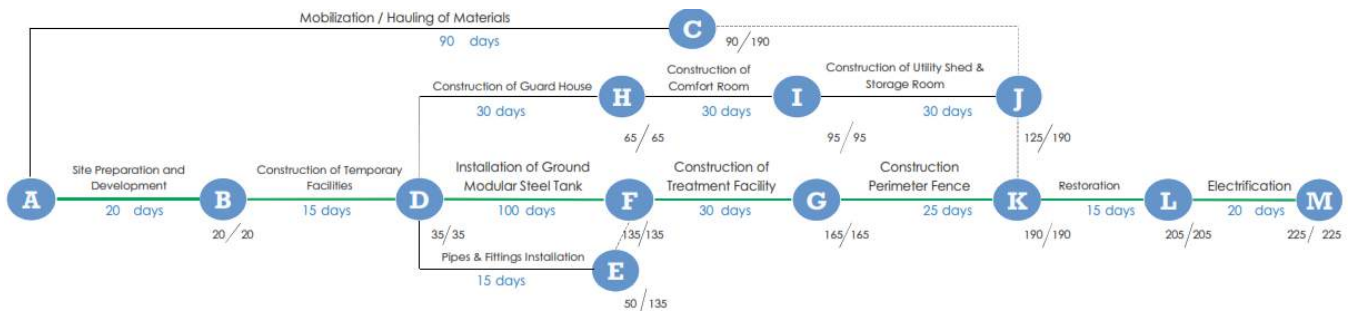 Mobilization / Hauling of Materials
90 days
C
90/190
Construction of Guard House
30 days
H
65/65
Construction of
Comfort Room
30 days
I
95/95
Construction of Utility Shed &
Storage Room
30 days
J
125/190
A
Site Preparation and
Development
20 days
B
20/20
Construction of Temporary
Facilities
15 days
D
35/35
Installation of Ground
Modular Steel Tank
100 days
F
135/135
Construction of
Treatment Facility
30 days
G
165/165
Construction
Perimeter Fence
25 days
K
190/190
Restoration
15 days
L
205/205
Electrification
20 days
M
225/ 225
Pipes & Fittings Installation
15 days
E
50 / 135